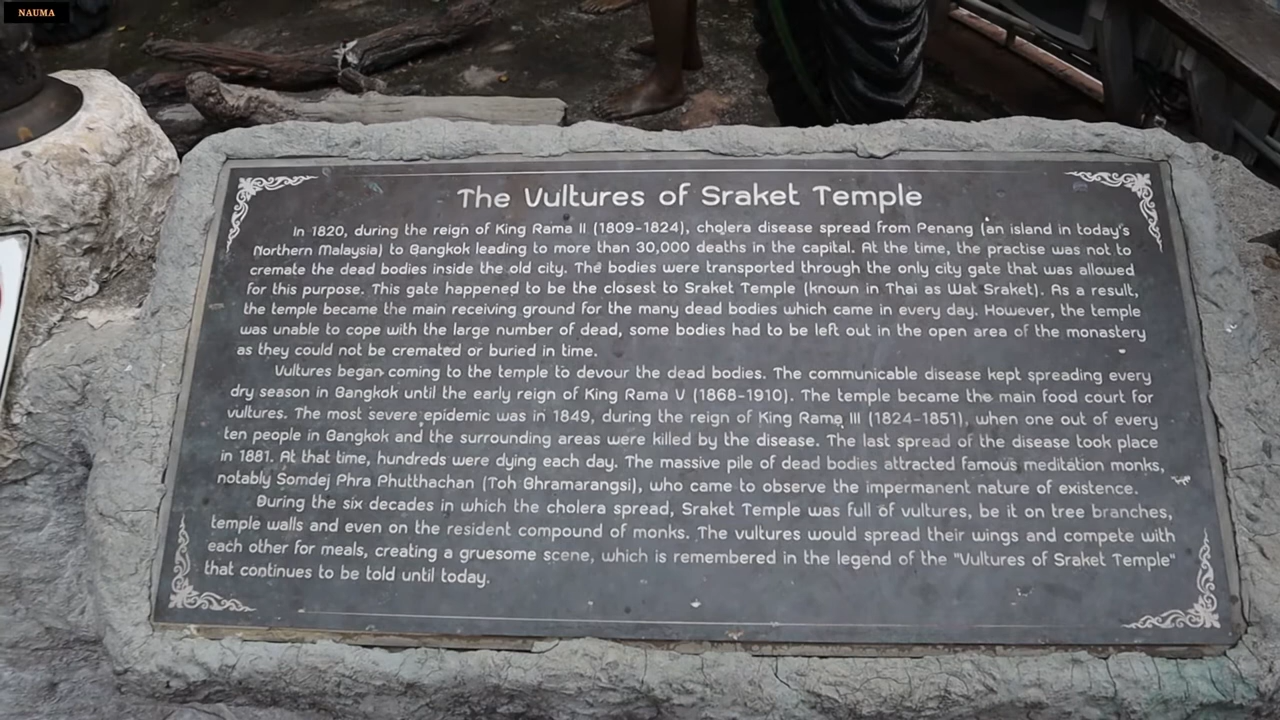 NAUMA
The Vultures of Sraket Temple
In 1820, during the reign of King Rama II (1809-1824), cholera disease spread from Penang (an island in today's
Northern Malaysia) to Bangkok leading to more than 30,000 deaths in the capital. At the time, the practise was not to
cremate the dead bodies inside the old city. The bodies were transported through the only city gate that was allowed
for this purpose. This gate happened to be the closest to Sraket Temple (known in Thai as Wat Sraket). As a result,
the temple became the main receiving ground for the many dead bodies which came in every day. However, the temple
was unable to cope with the large number of dead, some bodies had to be left out in the open area of the monastery
as they could not be cremated or buried in time.
Vultures began coming to the temple to devour the dead bodies. The communicable disease kept spreading every
dry season in Bangkok until the early reign of King Rama V (1868-1910). The temple became the main food court for
vultures. The most severe epidemic was in 1849, during the reign of King Rama III (1824-1851), when one out of every
ten people in Bangkok and the surrounding areas were killed by the disease. The last spread of the disease took place
in 1881. At that time, hundreds were dying each day. The massive pile of dead bodies attracted famous meditation monks,
notably Somdej Phra Phutthachan (Toh Bhramarangsi), who came to observe the impermanent nature of existence.
During the six decades in which the cholera spread, Sraket Temple was full of vultures, be it on tree branches,
temple walls and even on the resident compound of monks. The vultures would spread their wings and compete with
each other for meals, creating a gruesome scene, which is remembered in the legend of the "Vultures of Sraket Temple"
that continues to be told until today.